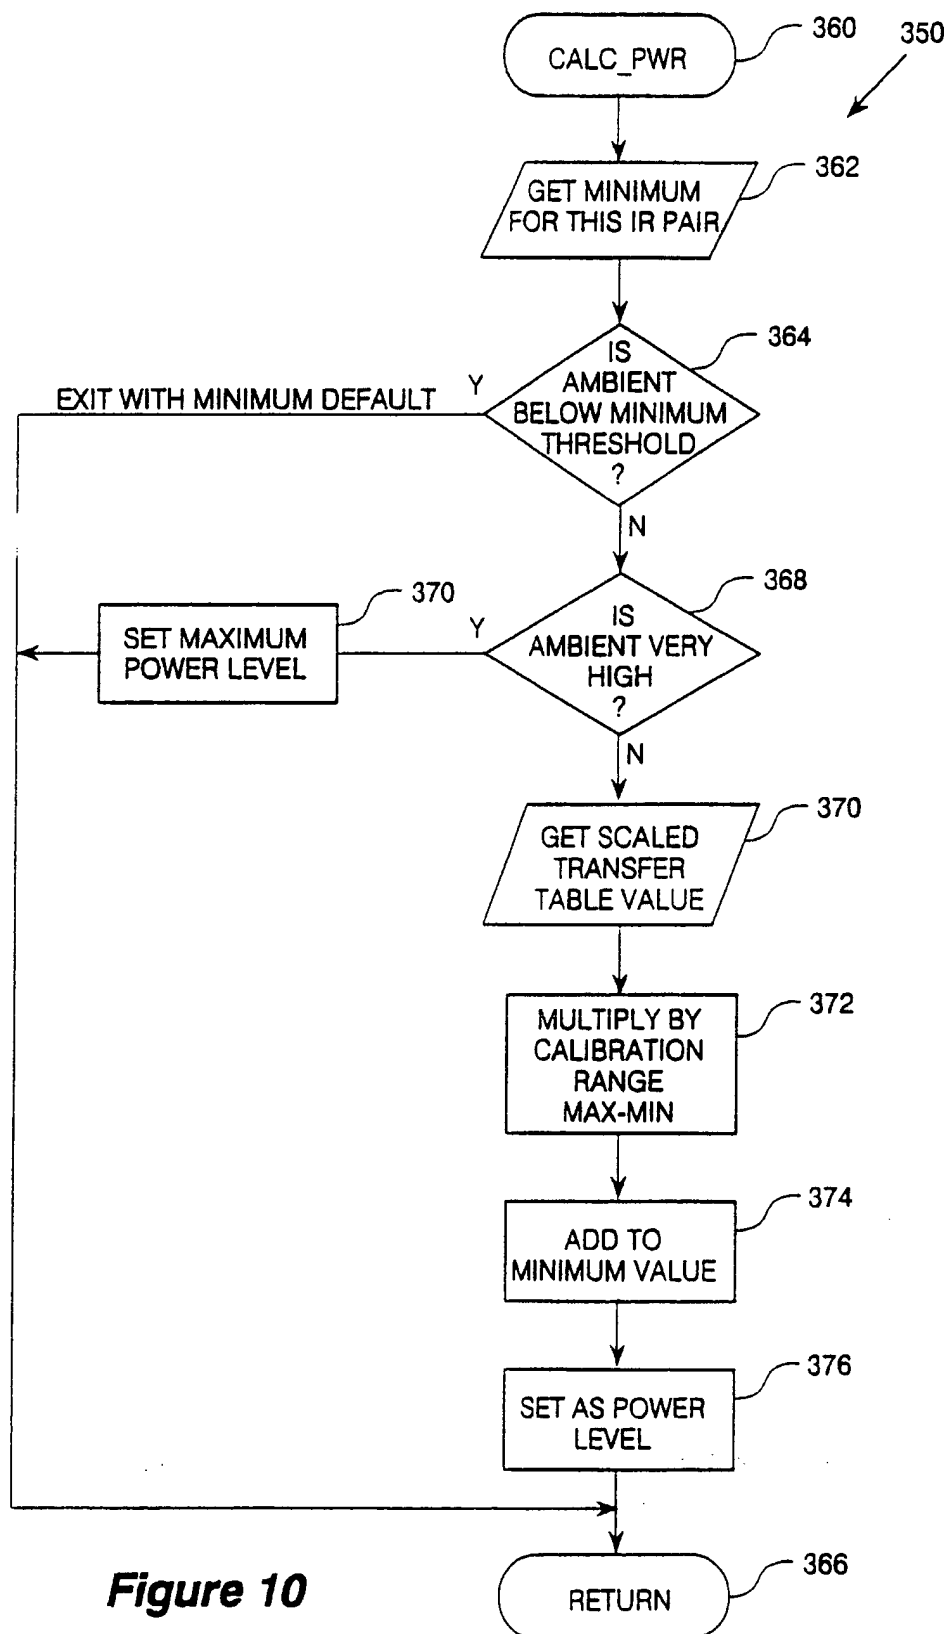 360
350
CALC_PWR
362
GET MINIMUM
FOR THIS IR PAIR
364
IS
AMBIENT
BELOW MINIMUM
THRESHOLD
?
Y
EXIT WITH MINIMUM DEFAULT
N
368
IS
AMBIENT VERY
HIGH
?
Y
370
SET MAXIMUM
POWER LEVEL
N
370
GET SCALED
TRANSFER
TABLE VALUE
372
MULTIPLY BY
CALIBRATION
RANGE
MAX-MIN
374
ADD TO
MINIMUM VALUE
376
SET AS POWER
LEVEL
366
RETURN
Figure 10